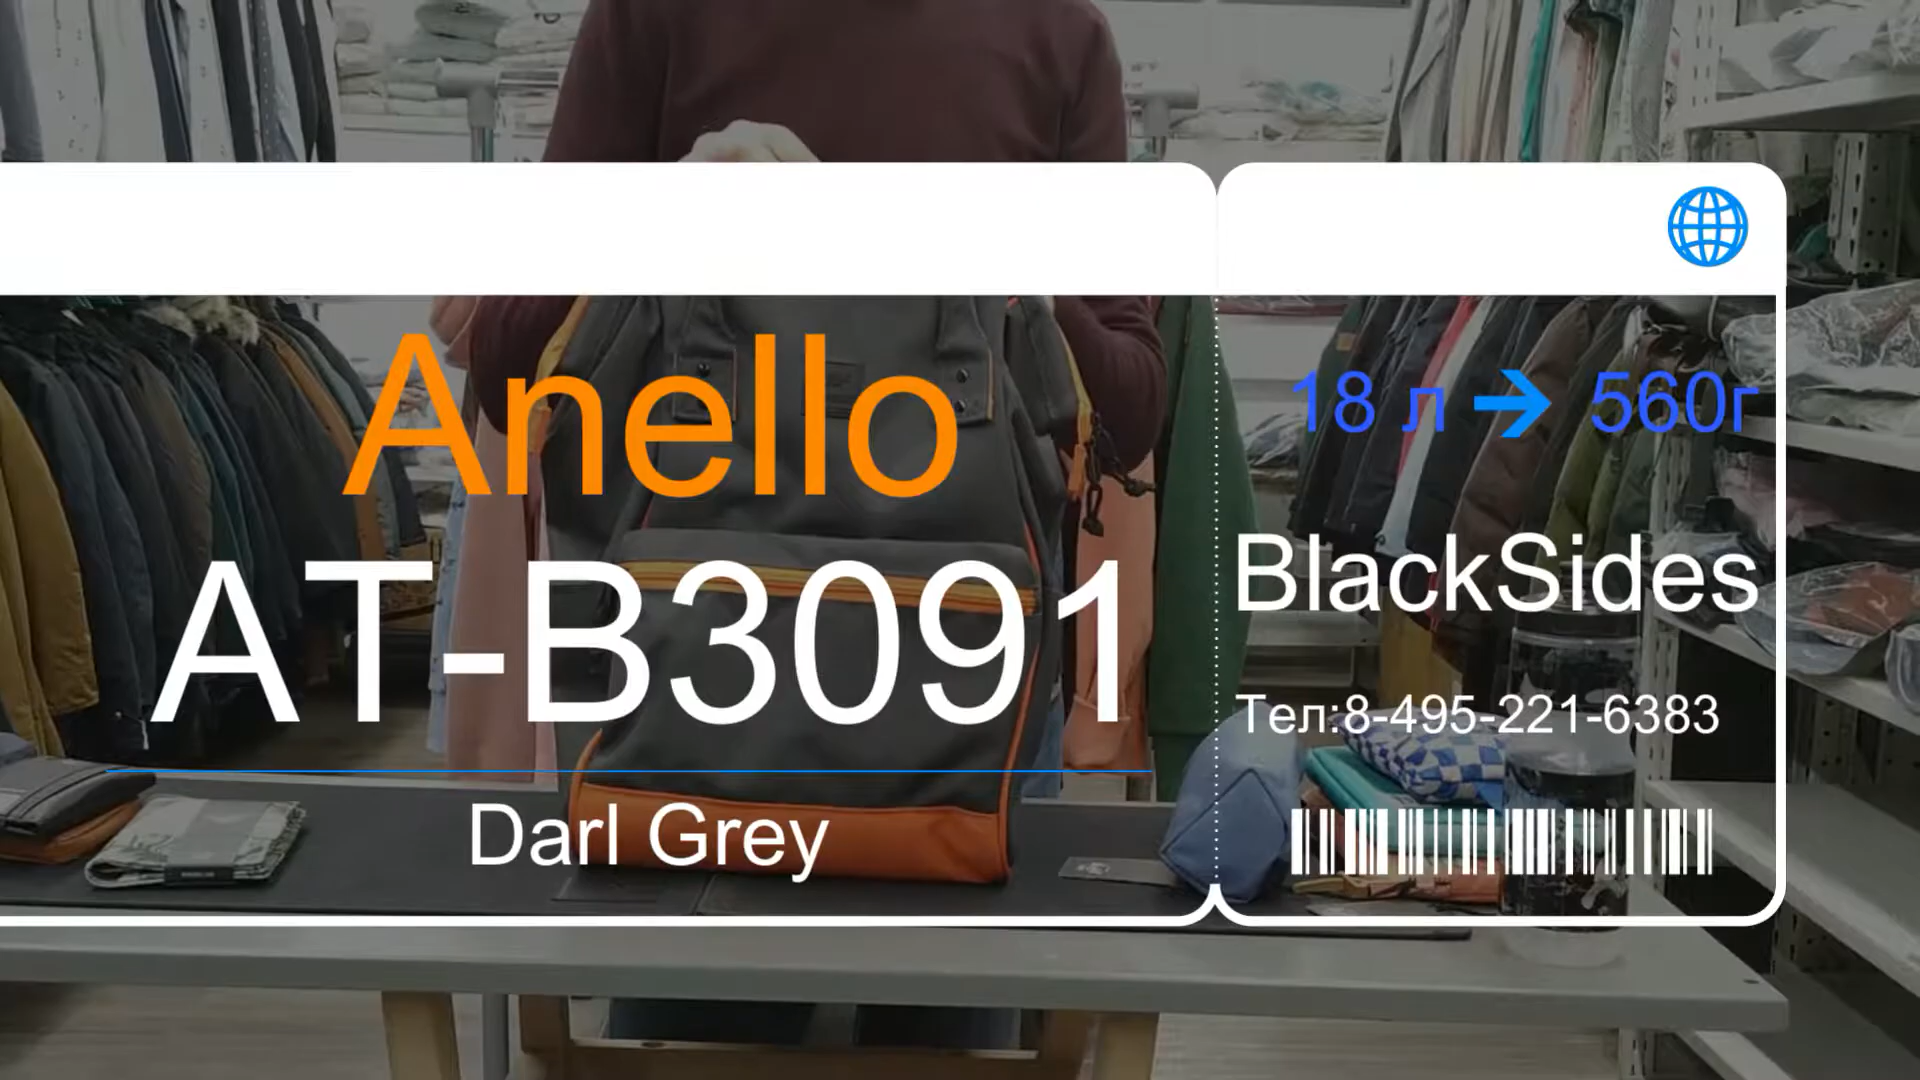 Anello
AT-B3091
Darl Grey
18 л 560г
BlackSides
Тел:8-495-221-6383